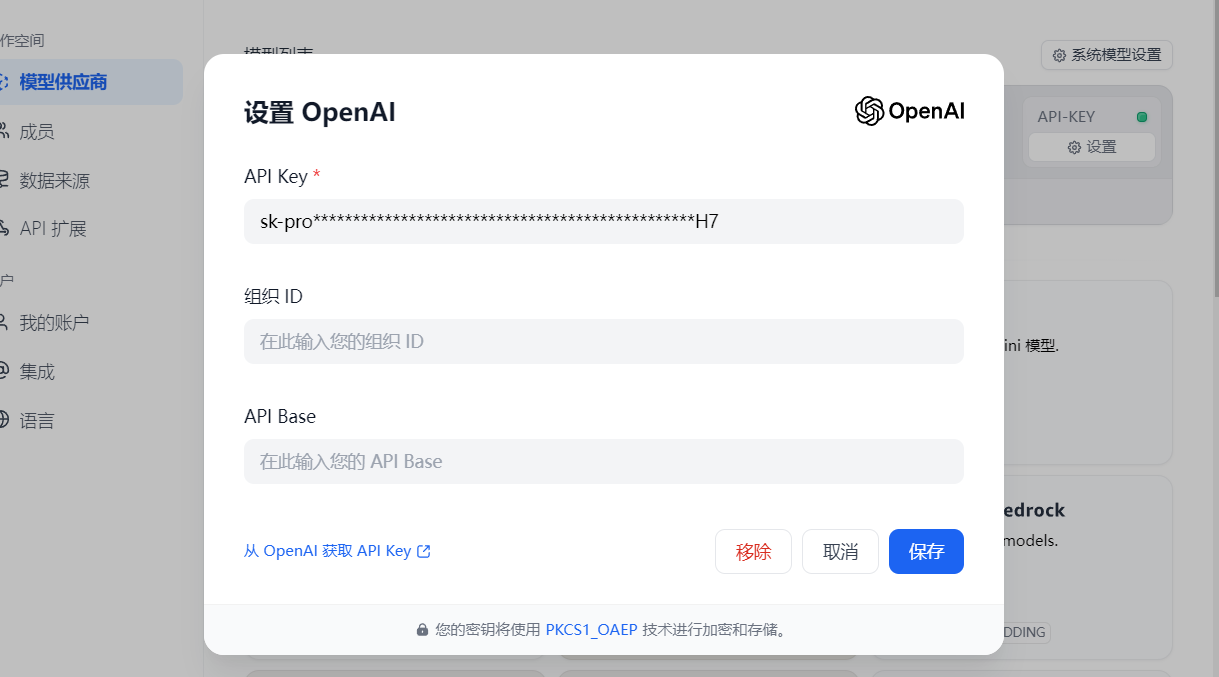 作空间
模型供应商
成员
数据来源
API 扩展
户
我的账户
集成
语言
模型列表
系统模型设置
API-KEY
设置
设置 OpenAI
OpenAI
API Key *
sk-pro************************************************H7
组织 ID
在此输入您的组织 ID
API Base
在此输入您的 API Base
从 OpenAI 获取 API Key
移除
取消
保存
您的密钥将使用 PKCS1_OAEP 技术进行加密和存储。
ini 模型.
edrock
models.
DDING